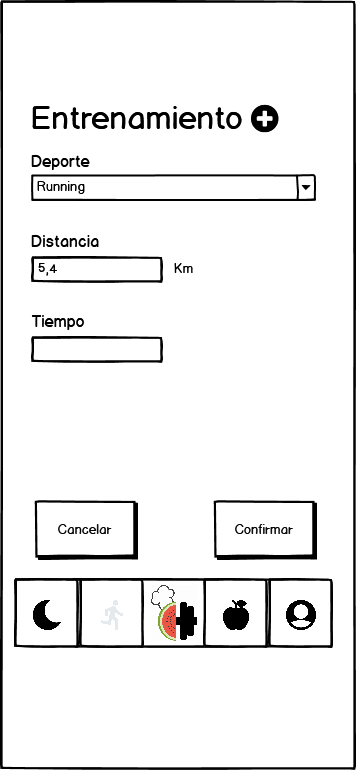 Entrenamiento
Deporte
Running
Distancia
5,4 Km
Tiempo
Cancelar Confirmar